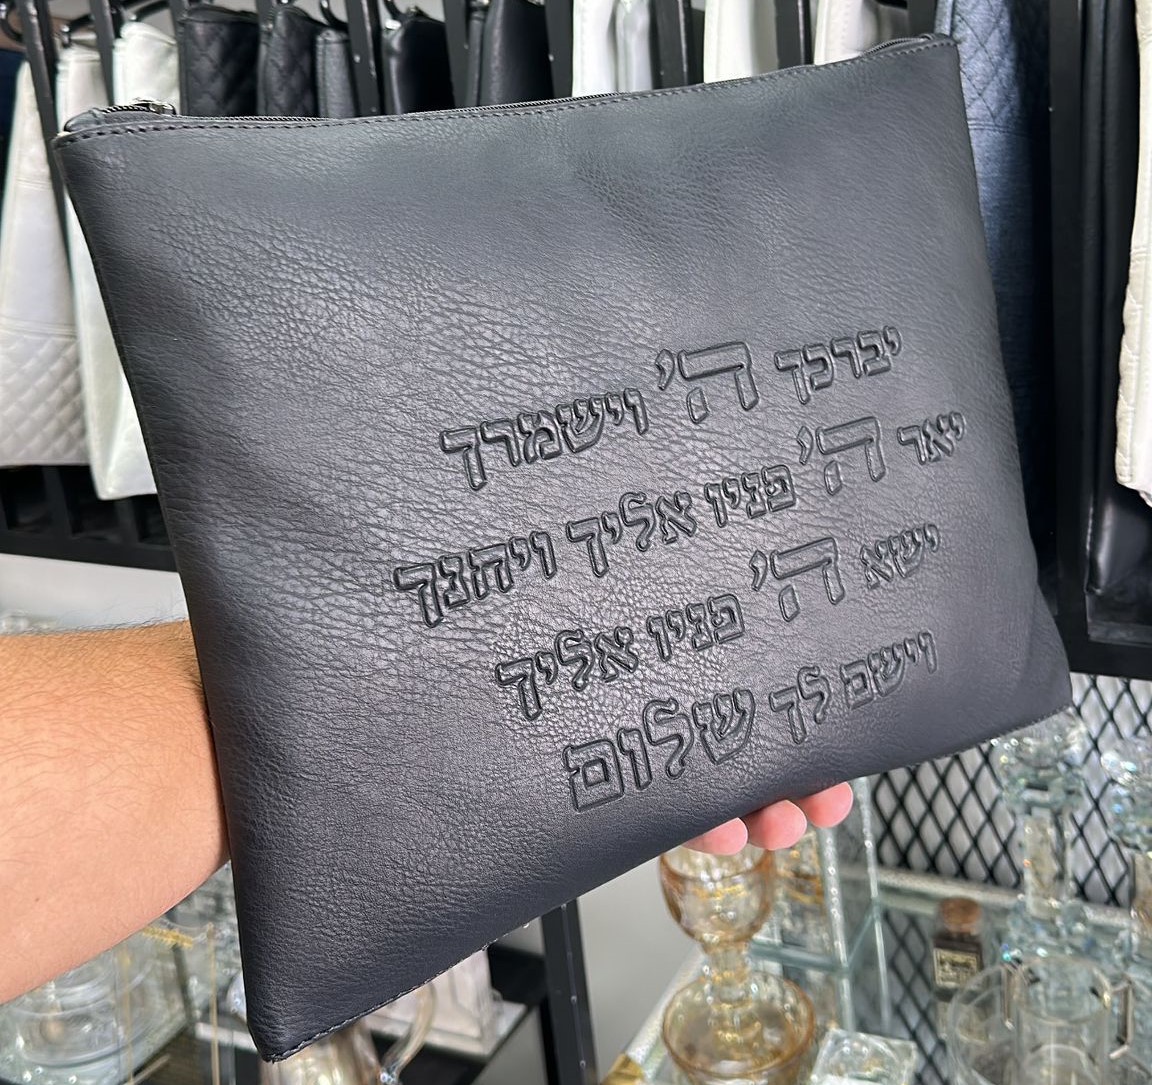 יברכך ה' וישמרך
יאר ה' פניו אליך ויחנך
ישא ה' פניו אליך
וישם לך שלום